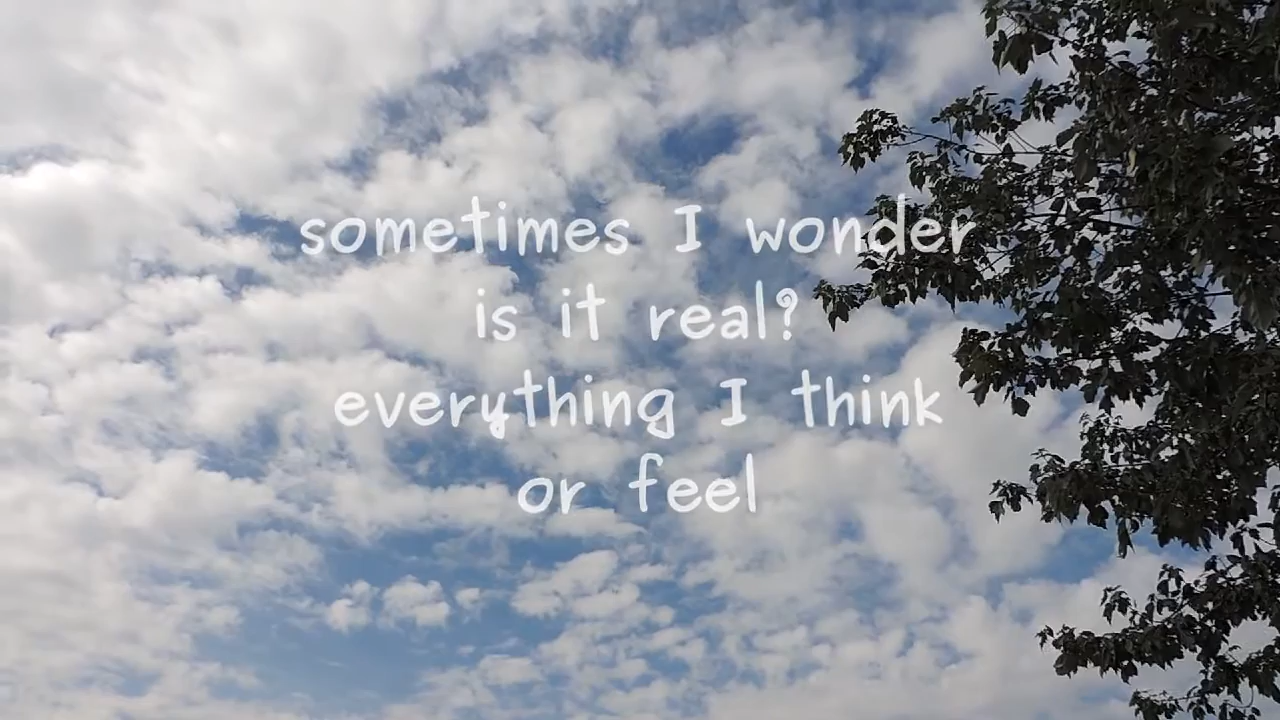 sometimes I wonder
is it real?
everything I think
or feel